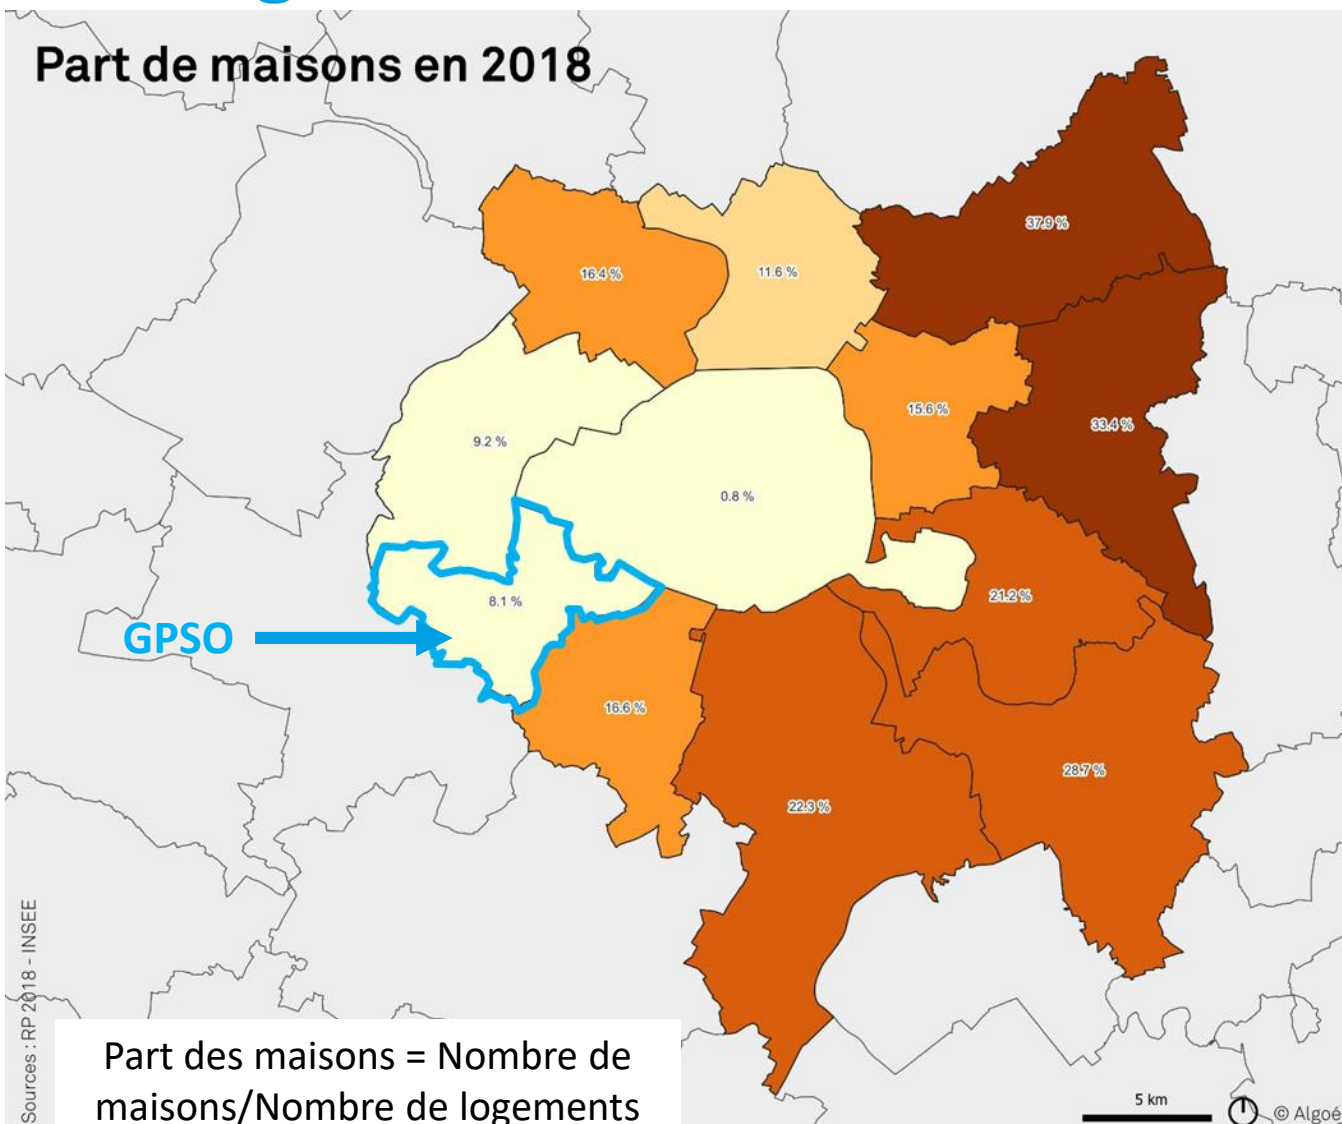 Part de maisons en 2018
37.9 %
16.4 %
11.6 %
15.6 %
33.4 %
9.2 %
0.8 %
8.1 %
21.2 %
GPSO
16.6 %
28.7 %
22.3 %
Sources : RP 2018 - INSEE
Part des maisons = Nombre de
maisons/Nombre de logements
5 km
© Algoé